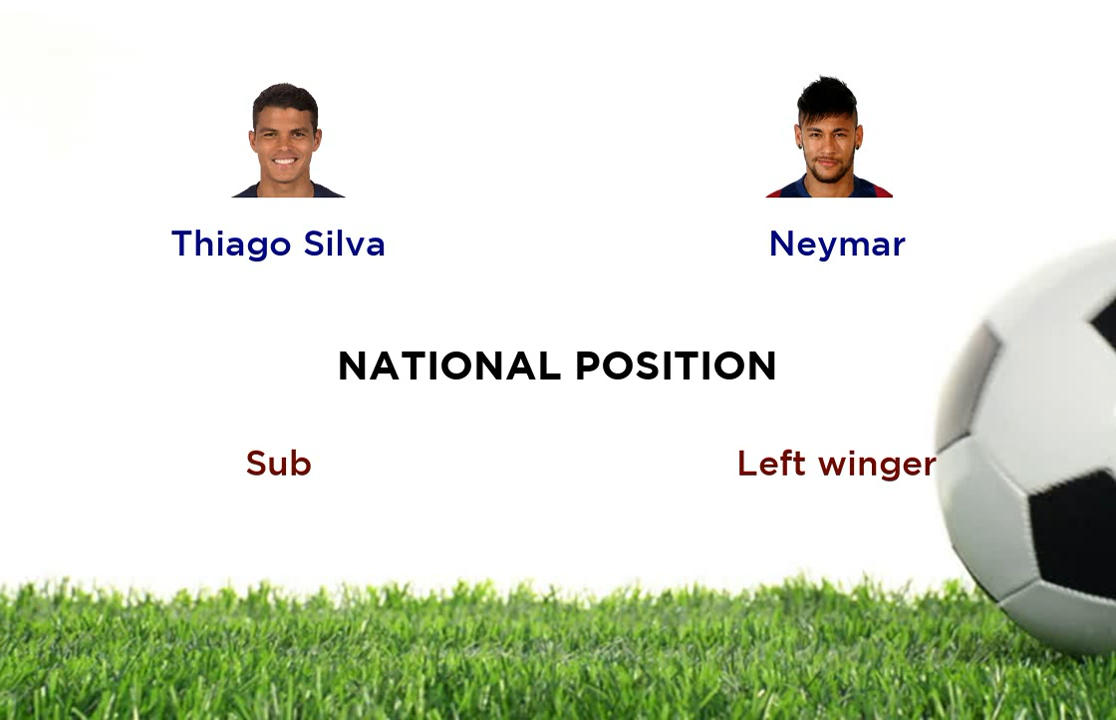 Thiago Silva
Neymar
NATIONAL POSITION
Sub
Left winger